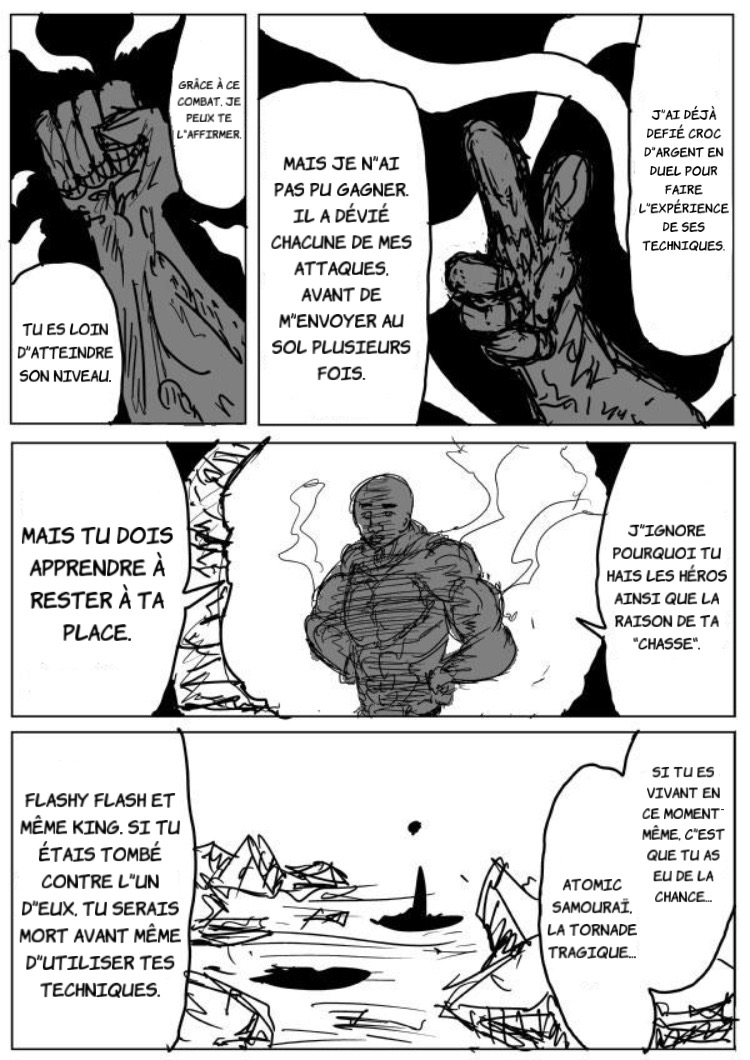 J"AI DÉJÀ
DEFIÉ CROC
D"ARGENT EN
DUEL POUR
FAIRE
L"EXPÉRIENCE
DE SES
TECHNIQUES.
MAIS JE N"AI
PAS PU GAGNER.
IL A DÉVIÉ
CHACUNE DE MES
ATTAQUES,
AVANT DE
M"ENVOYER AU
SOL PLUSIEURS
FOIS.
GRÂCE À CE
COMBAT, JE
PEUX TE
L"AFFIRMER.
TU ES LOIN
D"ATTEINDRE
SON NIVEAU.
J"IGNORE
POURQUOI TU
HAIS LES HÉROS
AINSI QUE LA
RAISON DE TA
"CHASSE".
MAIS TU DOIS
APPRENDRE À
RESTER À TA
PLACE.
SI TU ES
VIVANT EN
CE MOMENT-
MÊME, C"EST
QUE TU AS
EU DE LA
CHANCE...
ATOMIC
SAMOURAÏ,
LA TORNADE
TRAGIQUE...
FLASHY FLASH ET
MÊME KING. SI TU
ÉTAIS TOMBÉ
CONTRE L"UN
D"EUX, TU SERAIS
MORT AVANT MÊME
D"UTILISER TES
TECHNIQUES.